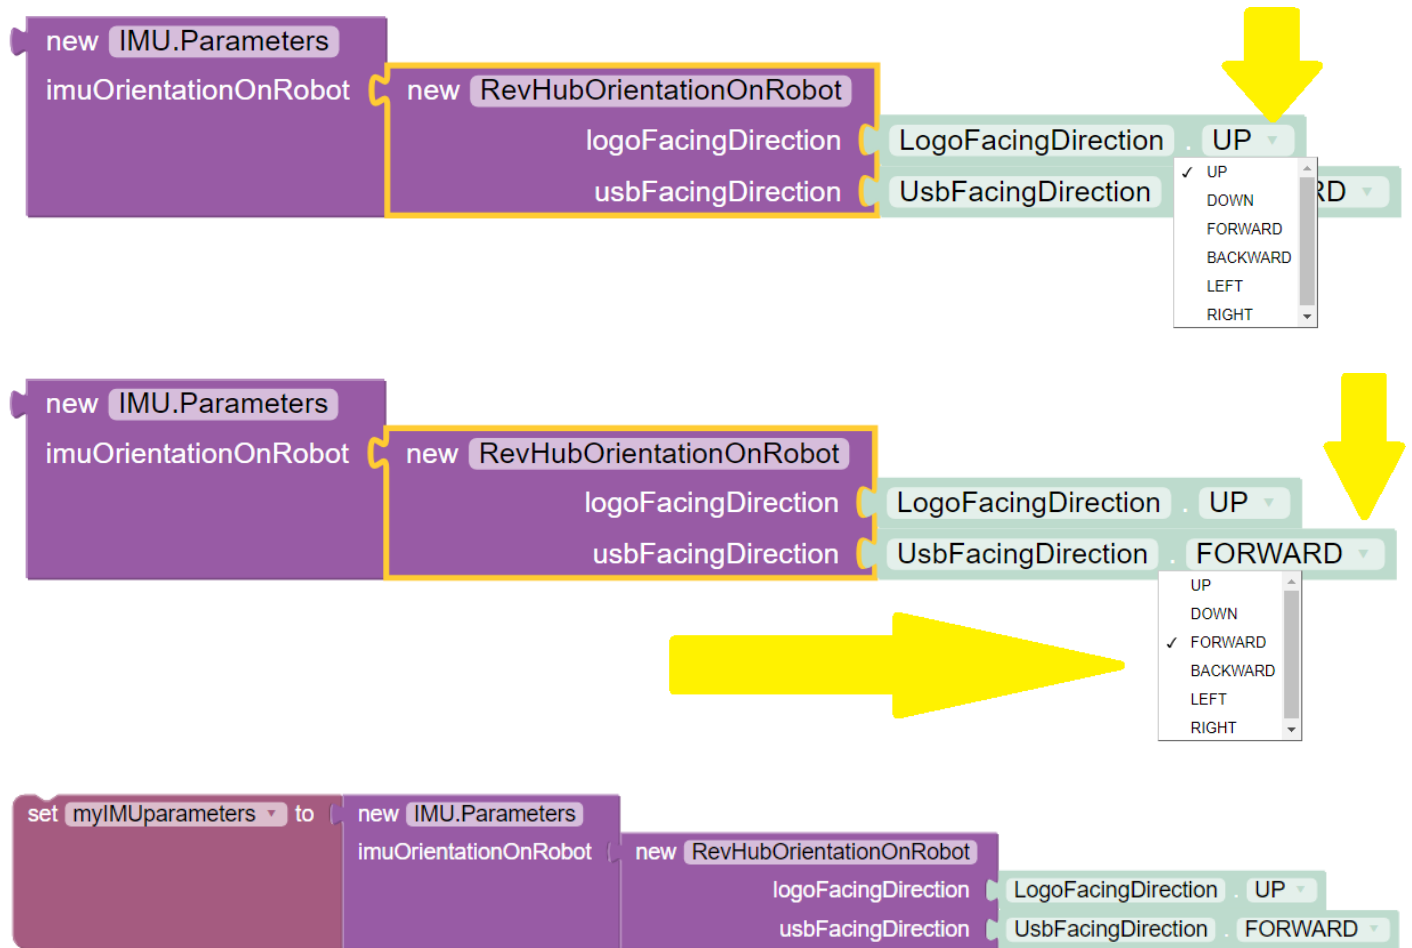 new IMU.Parameters
imuOrientationOnRobot new RevHubOrientationOnRobot
logoFacingDirection LogoFacingDirection . UP
usbFacingDirection UsbFacingDirection RD
✓ UP
DOWN
FORWARD
BACKWARD
LEFT
RIGHT
new IMU.Parameters
imuOrientationOnRobot new RevHubOrientationOnRobot
logoFacingDirection LogoFacingDirection . UP
usbFacingDirection UsbFacingDirection . FORWARD
UP
DOWN
✓ FORWARD
BACKWARD
LEFT
RIGHT
set myIMUparameters to new IMU.Parameters
imuOrientationOnRobot new RevHubOrientationOnRobot
logoFacingDirection LogoFacingDirection . UP
usbFacingDirection UsbFacingDirection . FORWARD